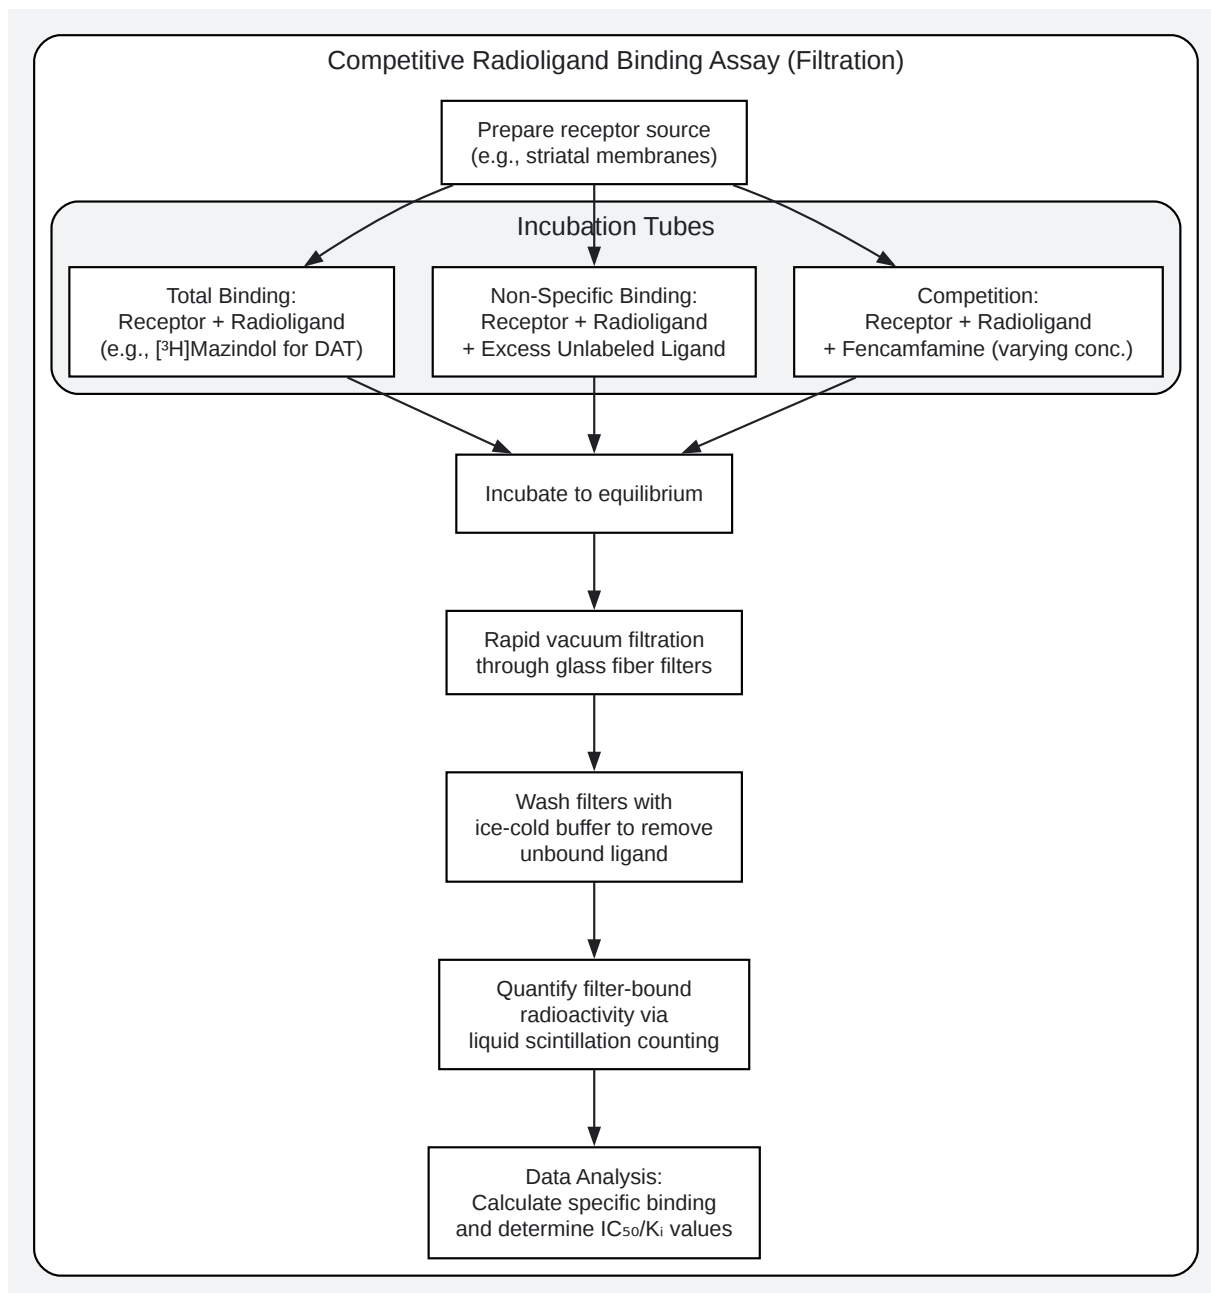 Competitive Radioligand Binding Assay (Filtration)
Prepare receptor source
(e.g., striatal membranes)
Incubation Tubes
Total Binding:
Receptor + Radioligand
(e.g., [³H]Mazindol for DAT)
Non-Specific Binding:
Receptor + Radioligand
+ Excess Unlabeled Ligand
Competition:
Receptor + Radioligand
+ Fencamfamine (varying conc.)
Incubate to equilibrium
Rapid vacuum filtration
through glass fiber filters
Wash filters with
ice-cold buffer to remove
unbound ligand
Quantify filter-bound
radioactivity via
liquid scintillation counting
Data Analysis:
Calculate specific binding
and determine IC₅₀/Kᵢ values